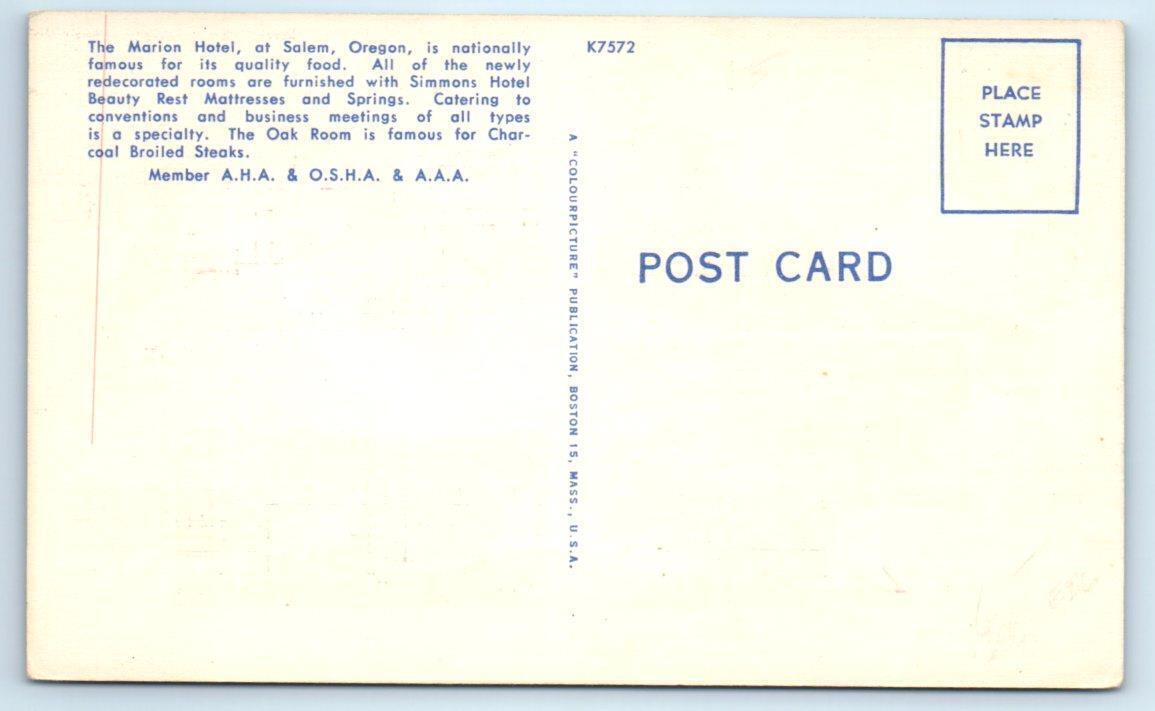 The Marion Hotel, at Salem, Oregon, is nationally
famous for its quality food. All of the newly
redecorated rooms are furnished with Simmons Hotel
Beauty Rest Mattresses and Springs. Catering to
conventions and business meetings of all types
is a specialty. The Oak Room is famous for Char-
coal Broiled Steaks.
Member A.H.A. & O.S.H.A. & A.A.A.
A "COLOURPICTURE" PUBLICATION, BOSTON 15, MASS., U.S.A.
K7572
PLACE
STAMP
HERE
POST CARD